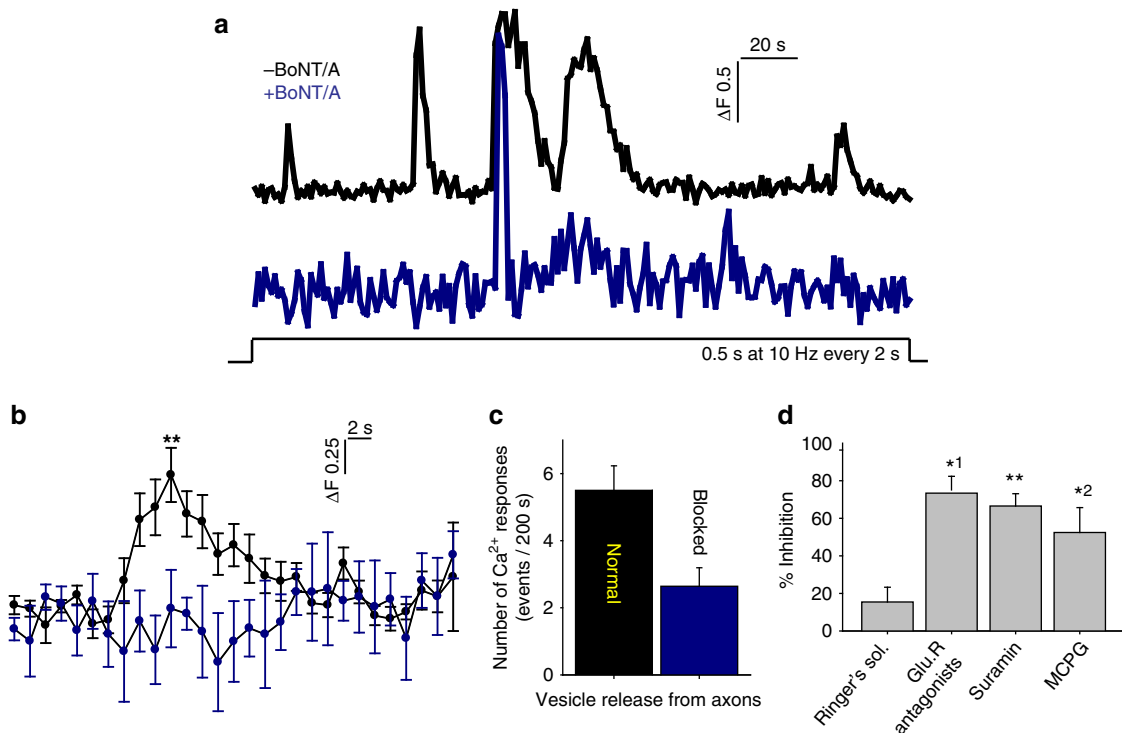 a
–BoNT/A
+BoNT/A
20 s
ΔF 0.5
0.5 s at 10 Hz every 2 s
b
**
2 s
ΔF 0.25
c
Number of Ca²⁺ responses
(events / 200 s)
6
4
2
0
Normal
Blocked
Vesicle release from axons
d
% Inhibition
100
80
60
40
20
0
*1
**
*2
Ringer's sol.
Glu.R
antagonists
Suramin
MCPG